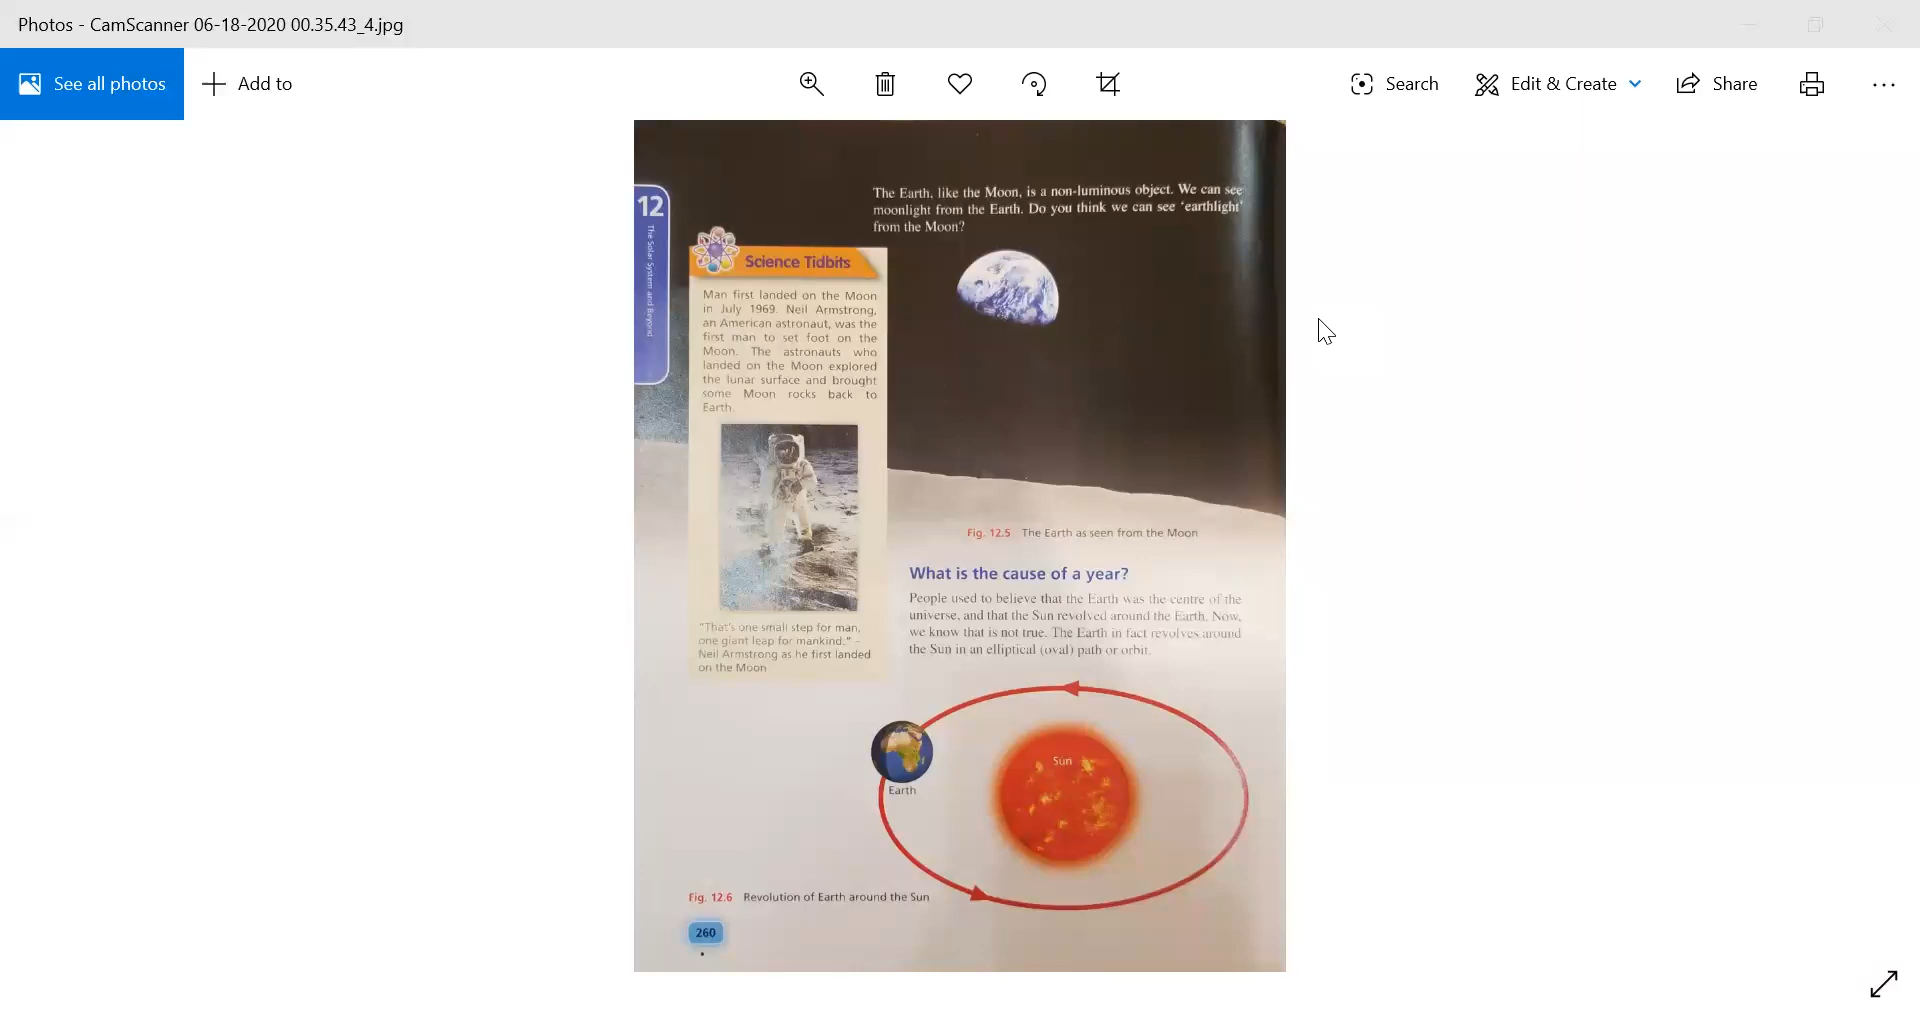 Photos - CamScanner 06-18-2020 00.35.43_4.jpg
See all photos
Add to
Search
Edit & Create
Share
12
The Solar System and Beyond
The Earth, like the Moon, is a non-luminous object. We can see
moonlight from the Earth. Do you think we can see ‘earthlight’
from the Moon?
Science Tidbits
Man first landed on the Moon
in July 1969. Neil Armstrong,
an American astronaut, was the
first man to set foot on the
Moon. The astronauts who
landed on the Moon explored
the lunar surface and brought
some Moon rocks back to
Earth.
"That's one small step for man,
one giant leap for mankind." –
Neil Armstrong as he first landed
on the Moon
Fig. 12.5 The Earth as seen from the Moon
What is the cause of a year?
People used to believe that the Earth was the centre of the
universe, and that the Sun revolved around the Earth. Now,
we know that is not true. The Earth in fact revolves around
the Sun in an elliptical (oval) path or orbit.
Sun
Earth
Fig. 12.6 Revolution of Earth around the Sun
260